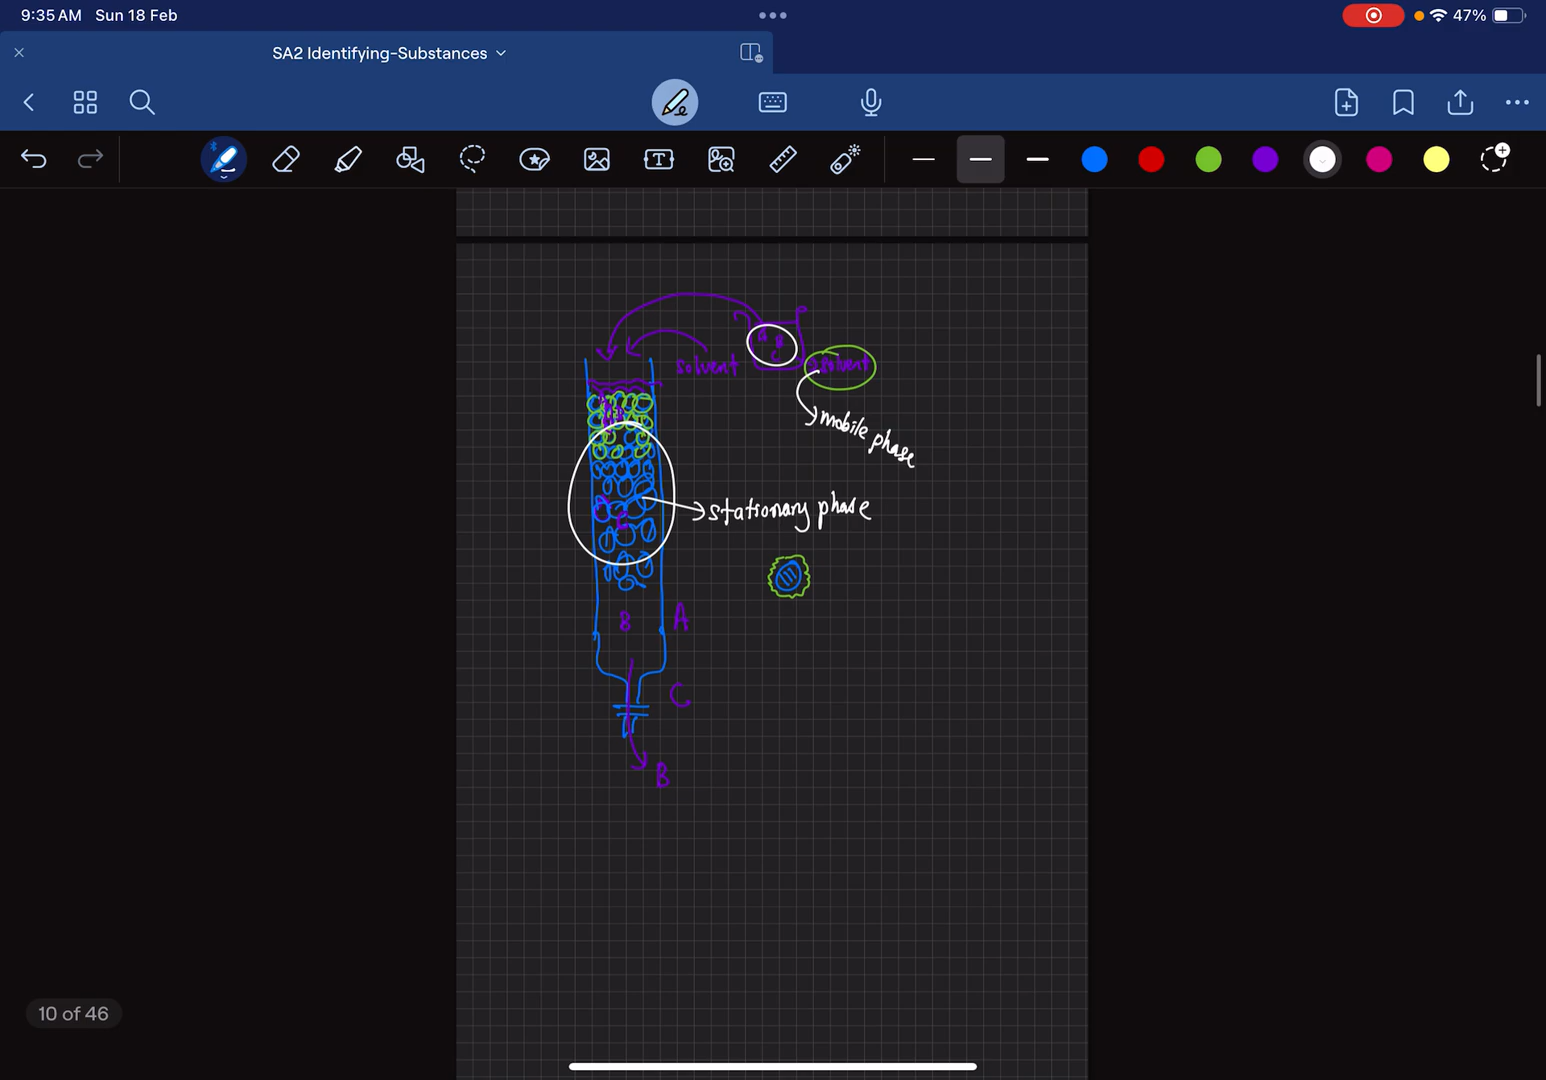 9:35 AM Sun 18 Feb
47%
SA2 Identifying-Substances
T
A B
C
solvent
solvent
mobile phase
B
stationary phase
C
B
A
C
B
10 of 46